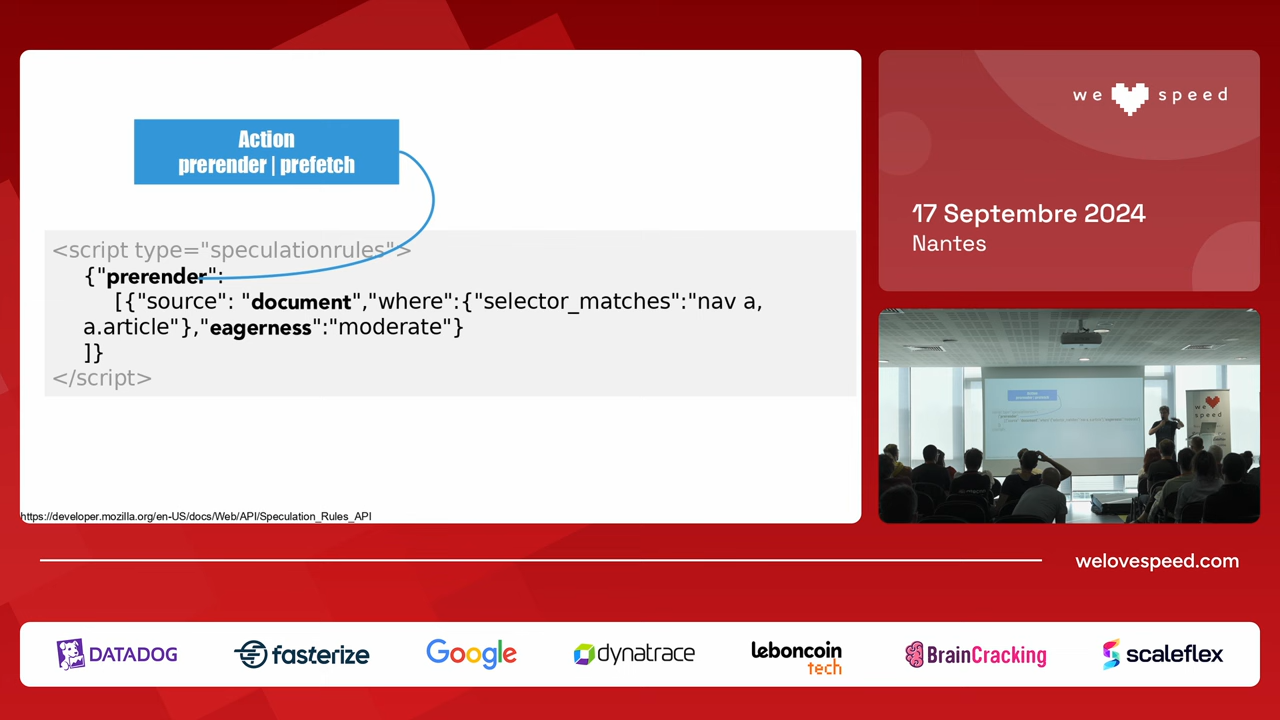 Action
prerender | prefetch
<script type="speculationrules">
{"prerender":
[{"source": "document","where":{"selector_matches":"nav a,
a.article"},"eagerness":"moderate"}
]}
</script>
https://developer.mozilla.org/en-US/docs/Web/API/Speculation_Rules_API
we speed
17 Septembre 2024
Nantes
we
speed
welovespeed.com
DATADOG
fasterize
Google
dynatrace
leboncoin
tech
BrainCracking
scaleflex